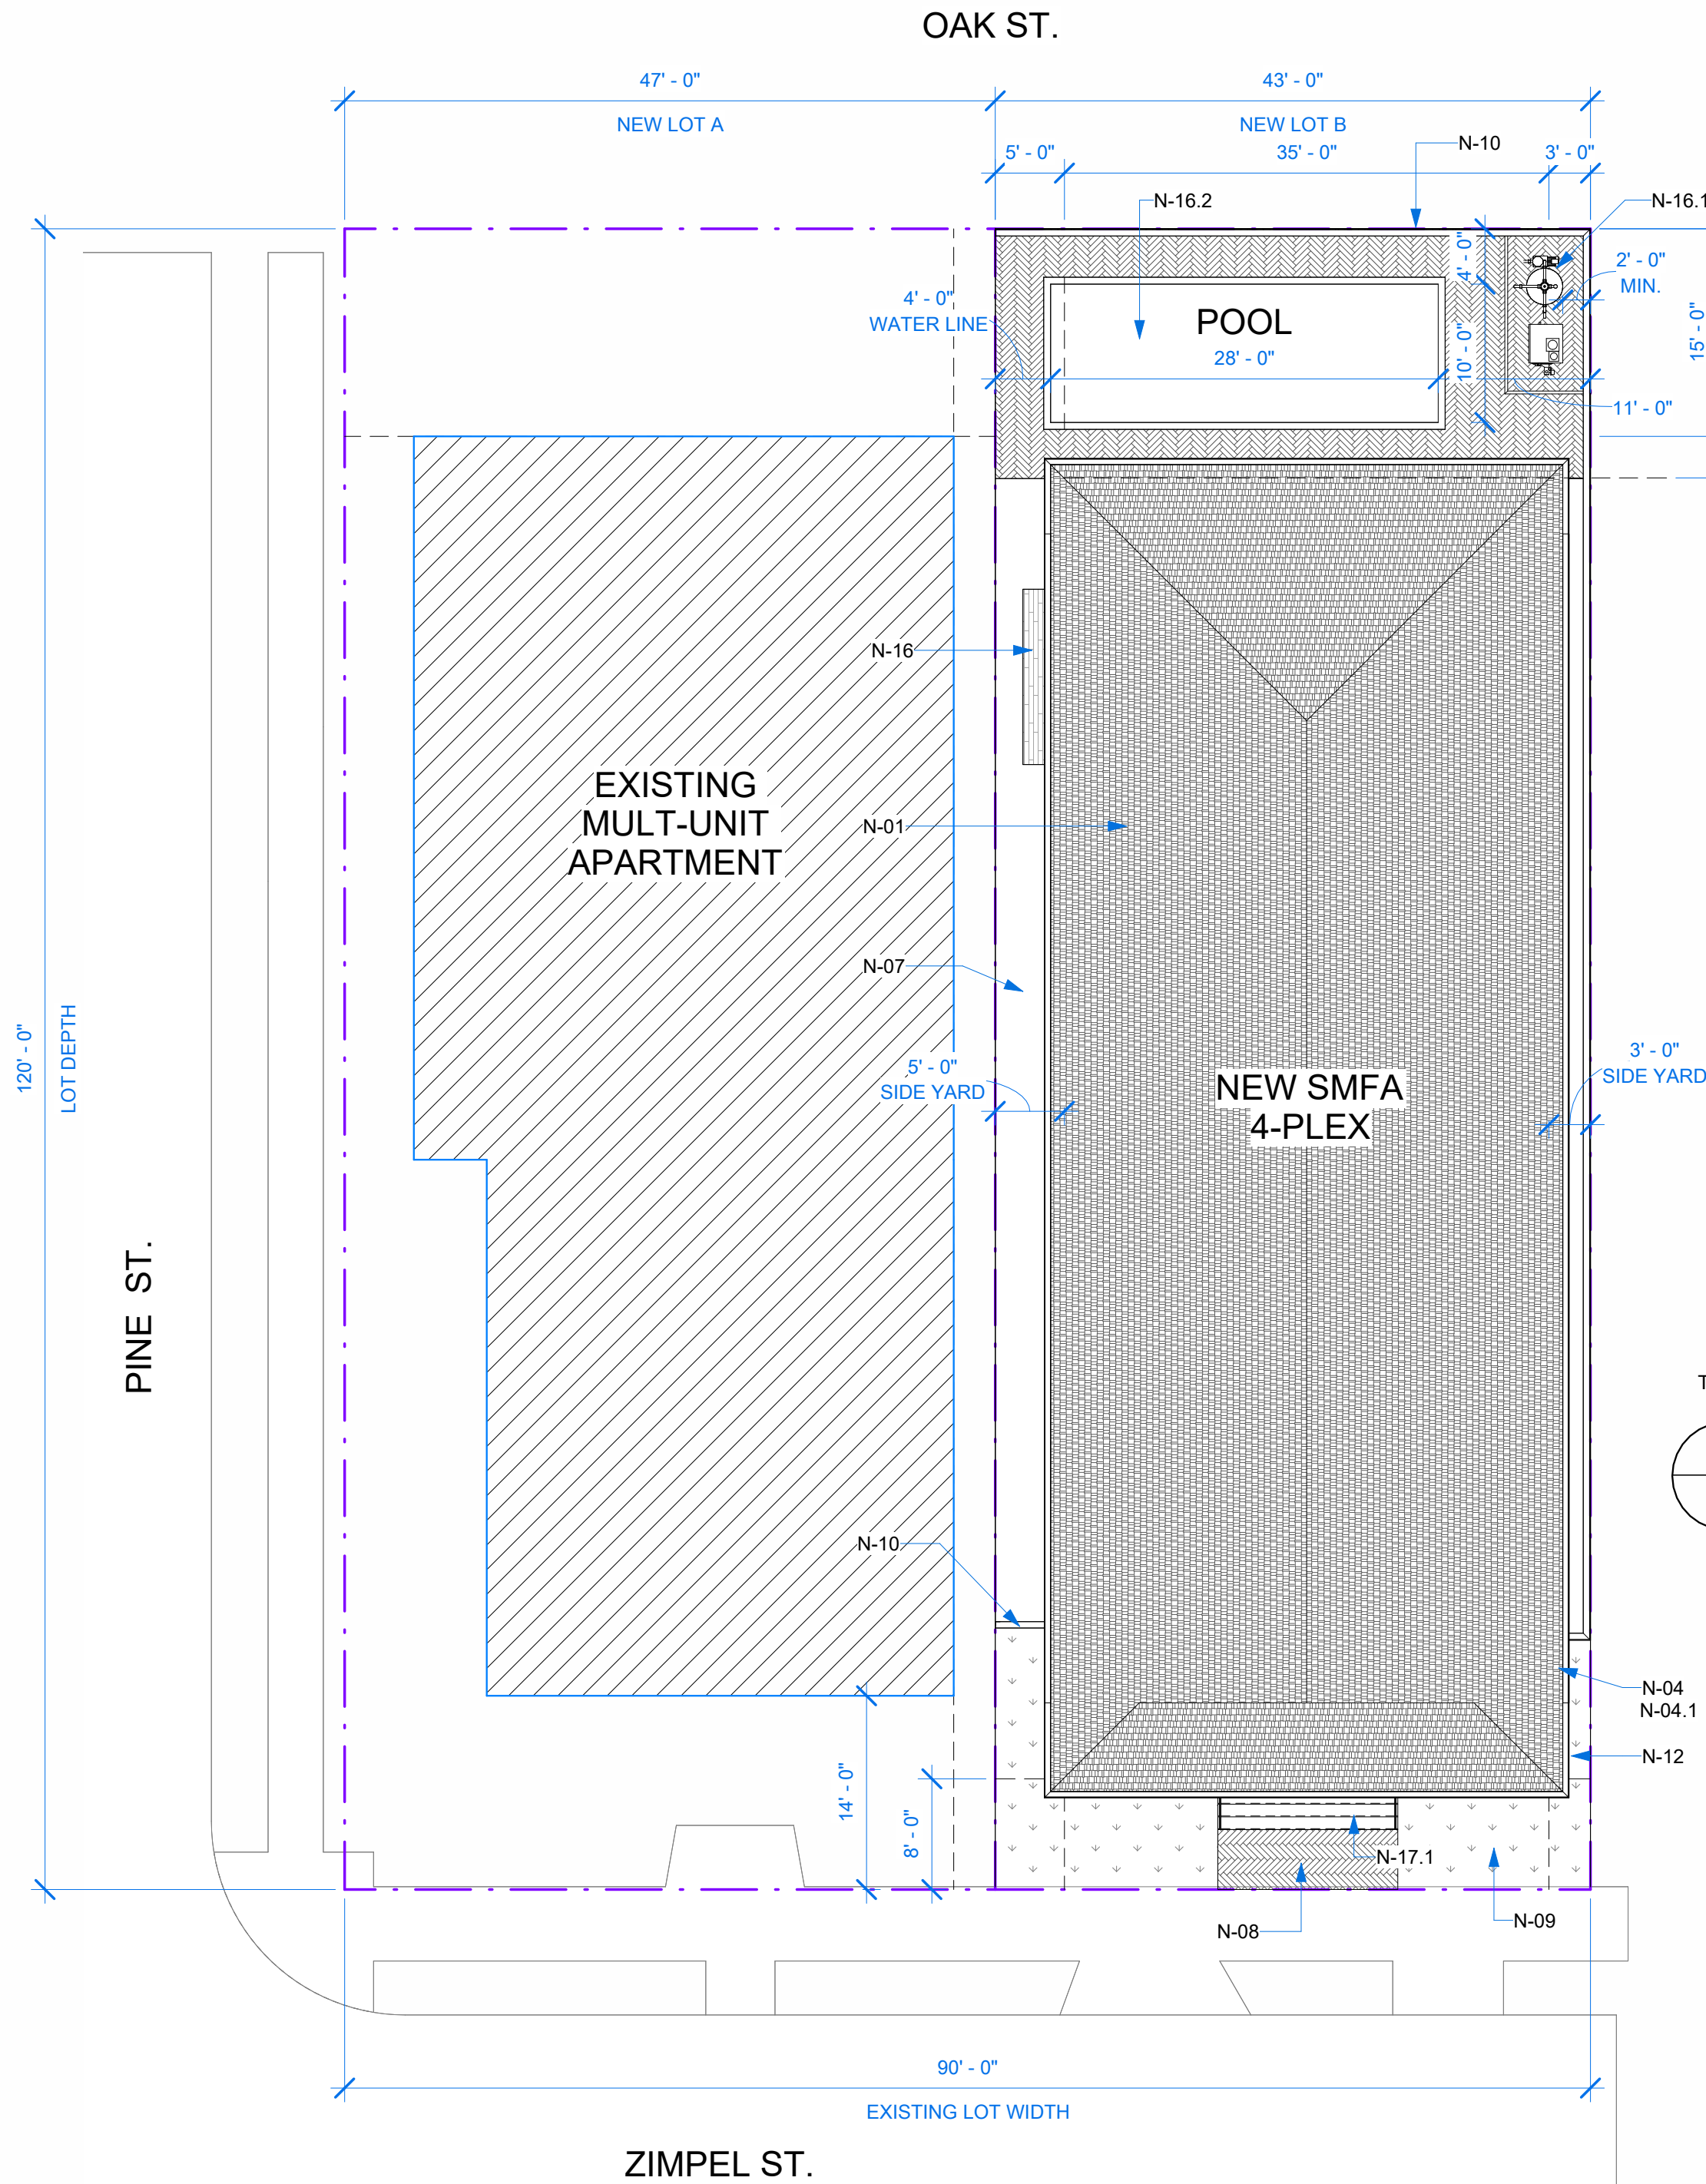 OAK ST.
47' - 0"
43' - 0"
NEW LOT A
NEW LOT B
5' - 0"
35' - 0"
3' - 0"
N-10
N-16.2
N-16.1
4' - 0"
2' - 0"
MIN.
4' - 0"
WATER LINE
POOL
28' - 0"
10' - 0"
15' - 0"
11' - 0"
N-16
EXISTING
MULT-UNIT
APARTMENT
N-01
N-07
120' - 0"
LOT DEPTH
5' - 0"
SIDE YARD
NEW SMFA
4-PLEX
3' - 0"
SIDE YARD
PINE ST.
T
N-10
N-04
N-04.1
N-12
14' - 0"
8' - 0"
N-17.1
N-08
N-09
90' - 0"
EXISTING LOT WIDTH
ZIMPEL ST.